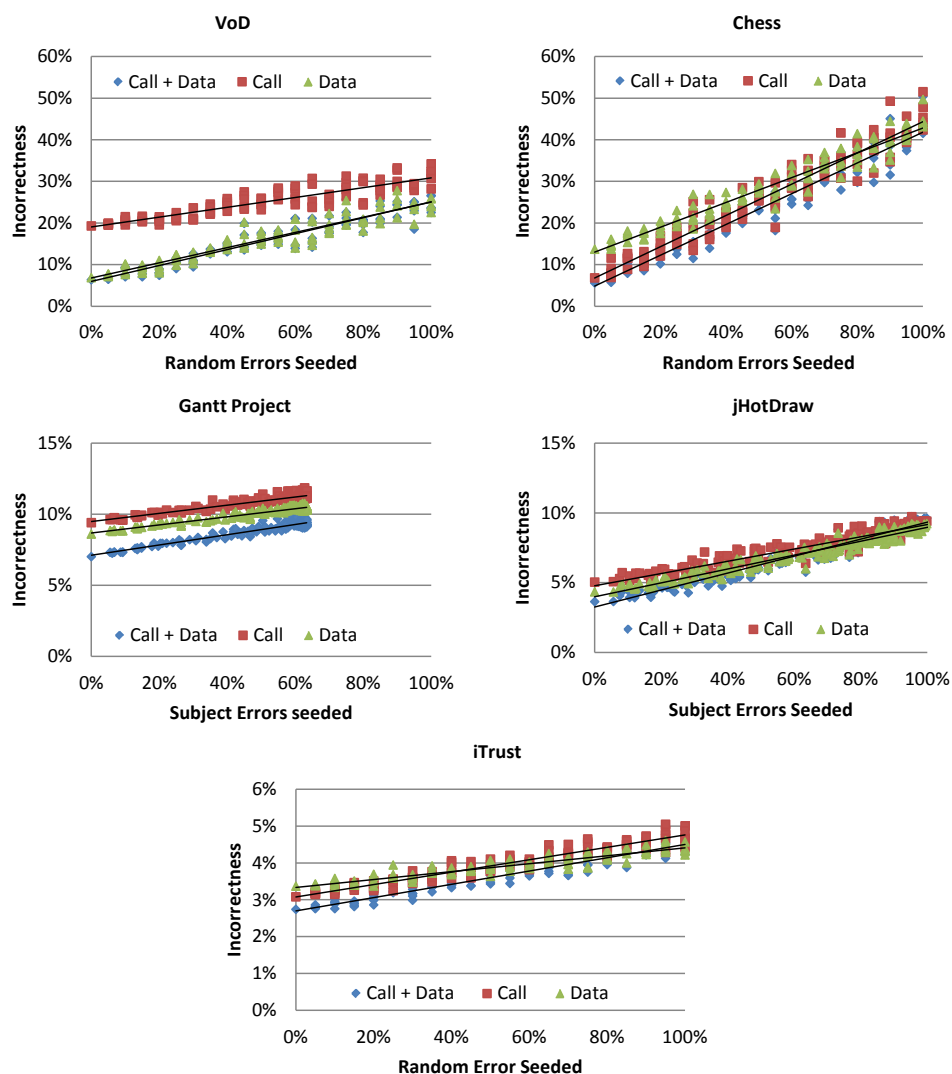 VoD
60%
50%
40%
30%
20%
10%
0%
Call + Data Call Data
0% 20% 40% 60% 80% 100%
Incorrectness
Random Errors Seeded
Chess
60%
50%
40%
30%
20%
10%
0%
Call + Data Call Data
0% 20% 40% 60% 80% 100%
Incorrectness
Random Errors Seeded
Gantt Project
15%
10%
5%
0%
Call + Data Call Data
0% 20% 40% 60% 80% 100%
Incorrectness
Subject Errors seeded
jHotDraw
15%
10%
5%
0%
Call + Data Call Data
0% 20% 40% 60% 80% 100%
Incorrectness
Subject Errors Seeded
iTrust
6%
5%
4%
3%
2%
1%
0%
Call + Data Call Data
0% 20% 40% 60% 80% 100%
Incorrectness
Random Error Seeded